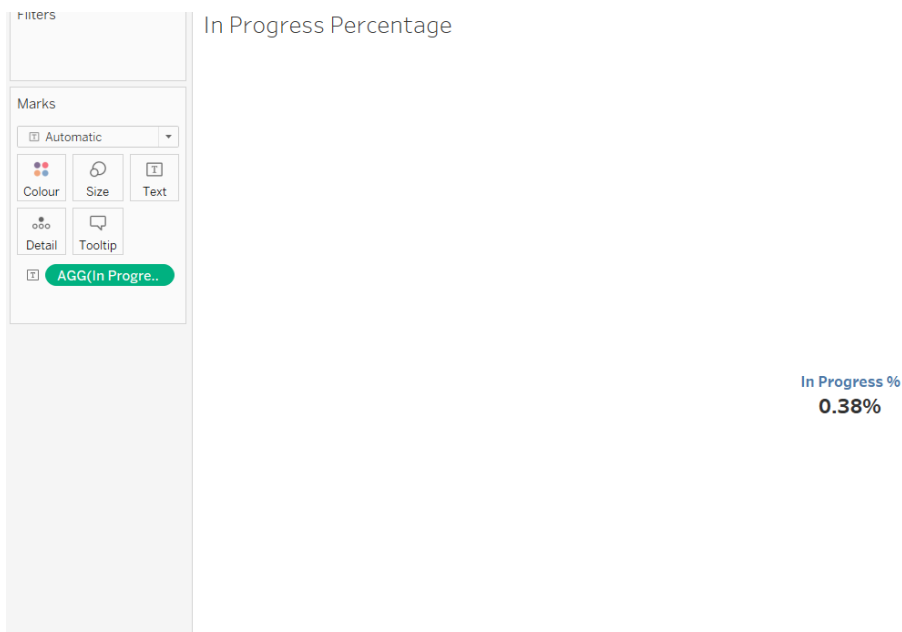 Filters
In Progress Percentage
Marks
Automatic
Colour
Size
Text
Detail
Tooltip
AGG(In Progre..
In Progress %
0.38%